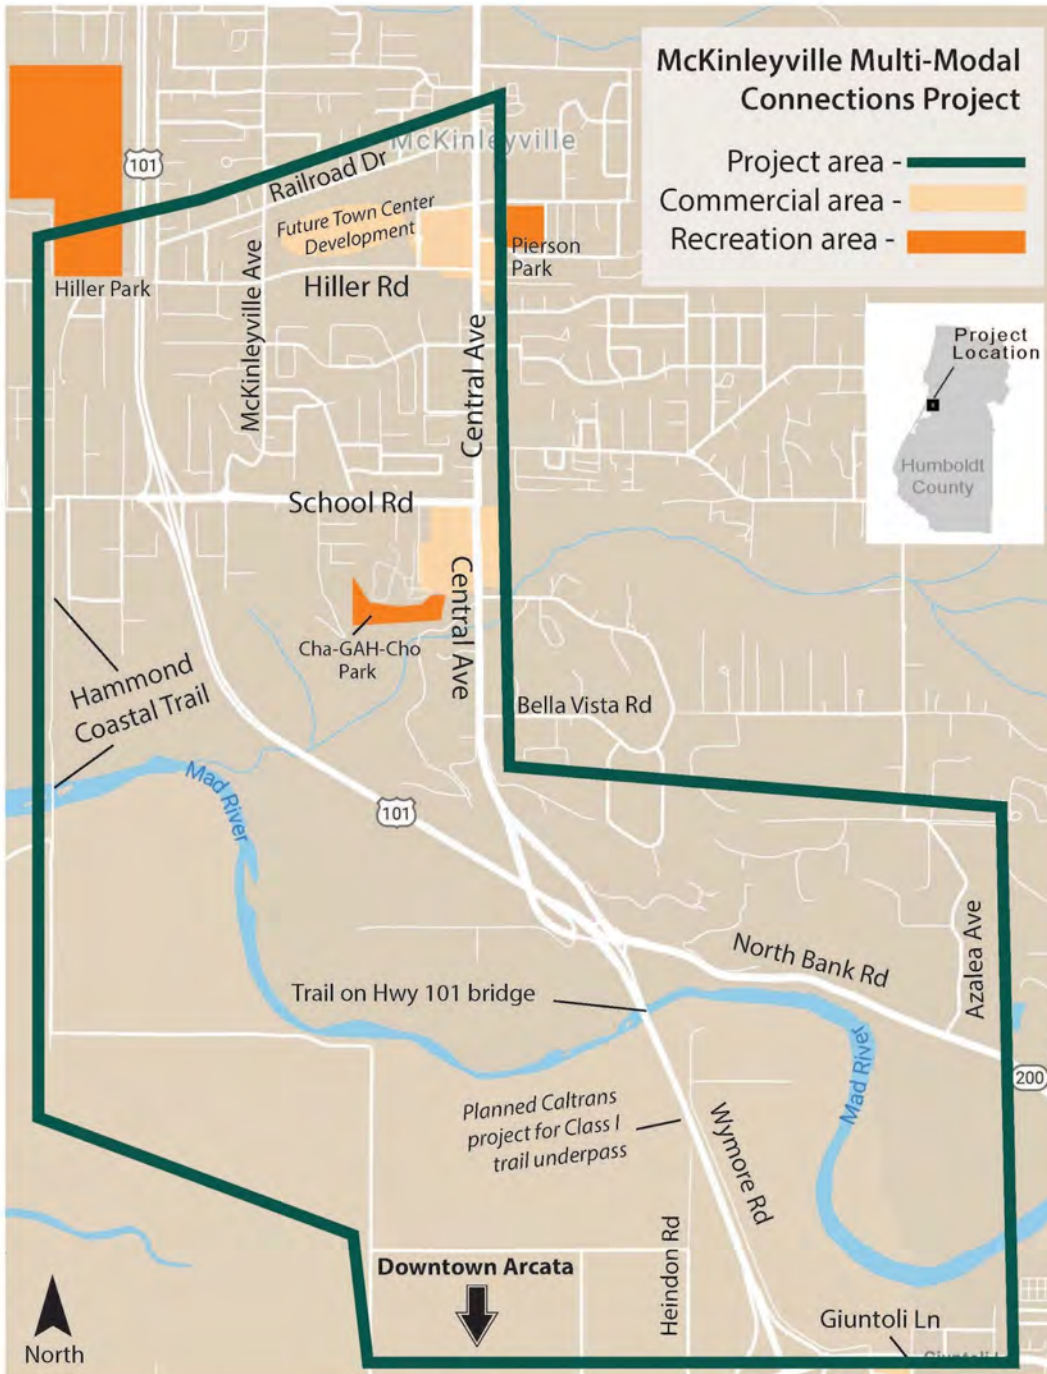 McKinleyville Multi-Modal
Connections Project
Project area -
Commercial area -
Recreation area -
McKinleyville
101
Railroad Dr
Future Town Center
Development
Pierson
Park
Hiller Park
Hiller Rd
McKinleyville Ave
Central Ave
Project
Location
Humboldt
County
School Rd
Central Ave
Cha-GAH-Cho
Park
Hammond
Coastal Trail
Bella Vista Rd
Mad River
101
North Bank Rd
Azalea Ave
Trail on Hwy 101 bridge
Mad River
200
Planned Caltrans
project for Class I
trail underpass
Wymore Rd
Heindon Rd
Downtown Arcata
Giuntoli Ln
North